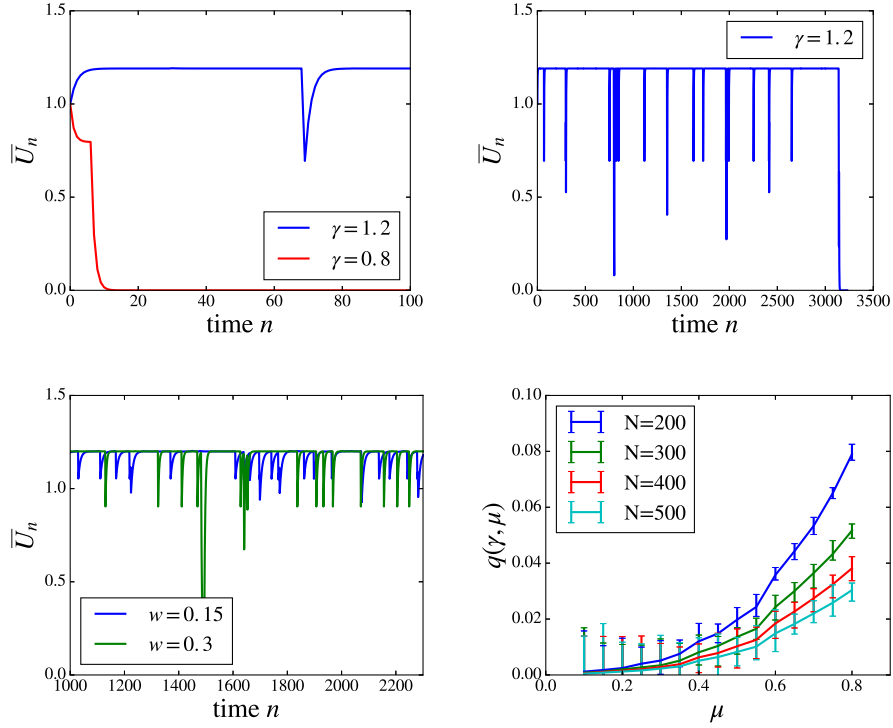 1.5
1.0
0.5
0.0
U̅ₙ
γ=1.2
γ=0.8
0 20 40 60 80 100
time n
1.5
1.0
0.5
0.0
U̅ₙ
γ=1.2
0 500 1000 1500 2000 2500 3000 3500
time n
1.5
1.0
0.5
0.0
U̅ₙ
w=0.15
w=0.3
1000 1200 1400 1600 1800 2000 2200
time n
0.10
0.08
0.06
0.04
0.02
0.00
q(γ,μ)
N=200
N=300
N=400
N=500
0.0 0.2 0.4 0.6 0.8
μ